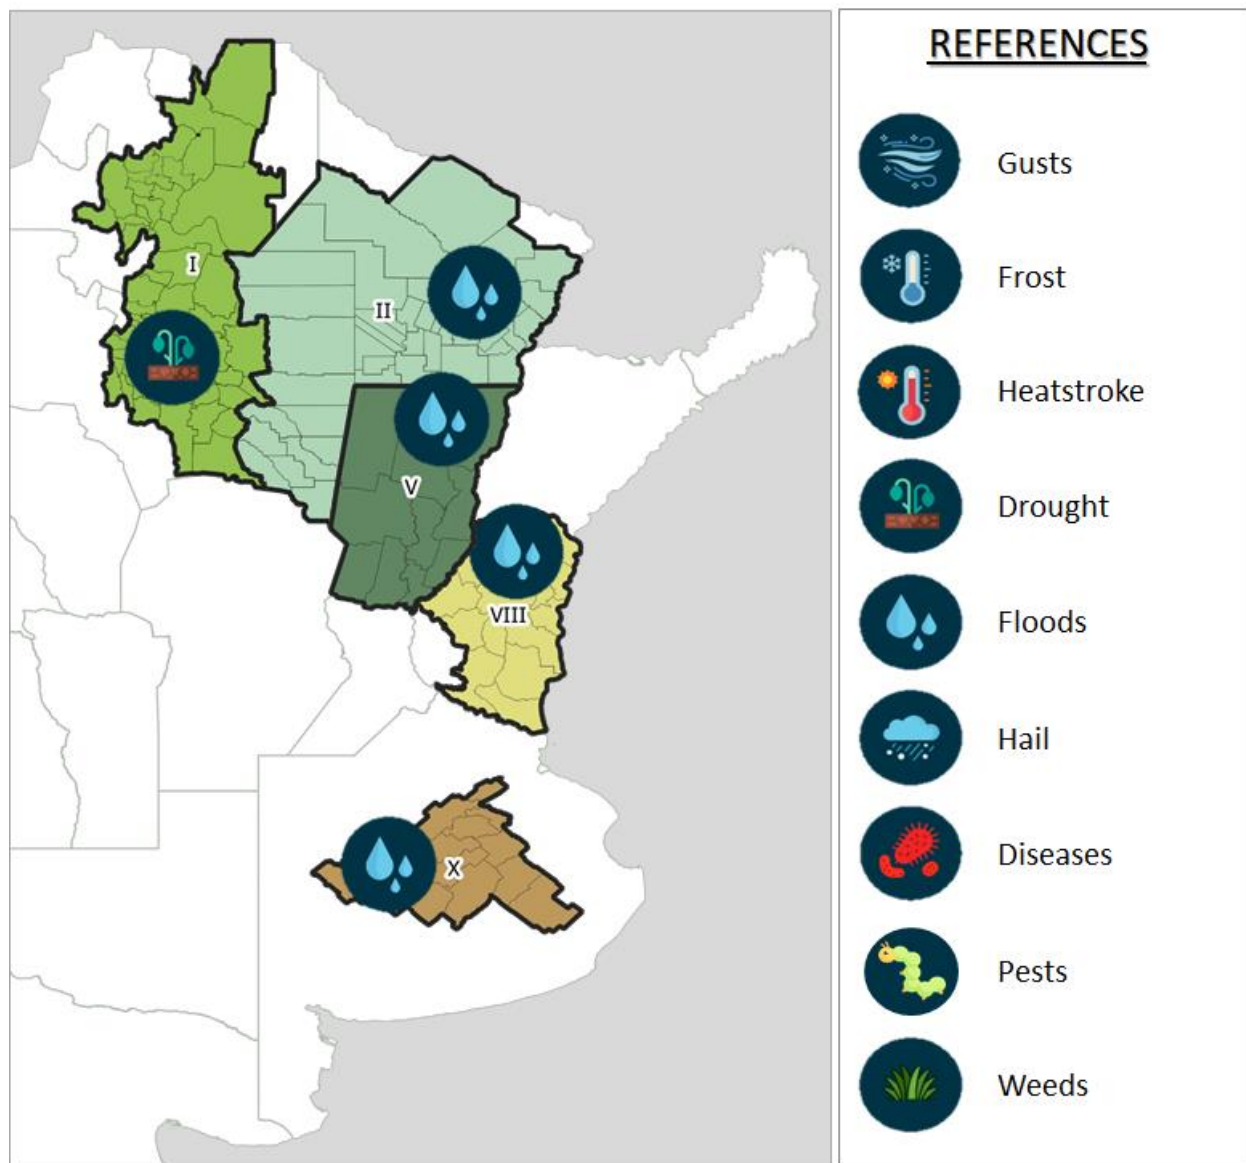 REFERENCES
Gusts
Frost
Heatstroke
Drought
Floods
Hail
Diseases
Pests
Weeds
I
II
V
VIII
X